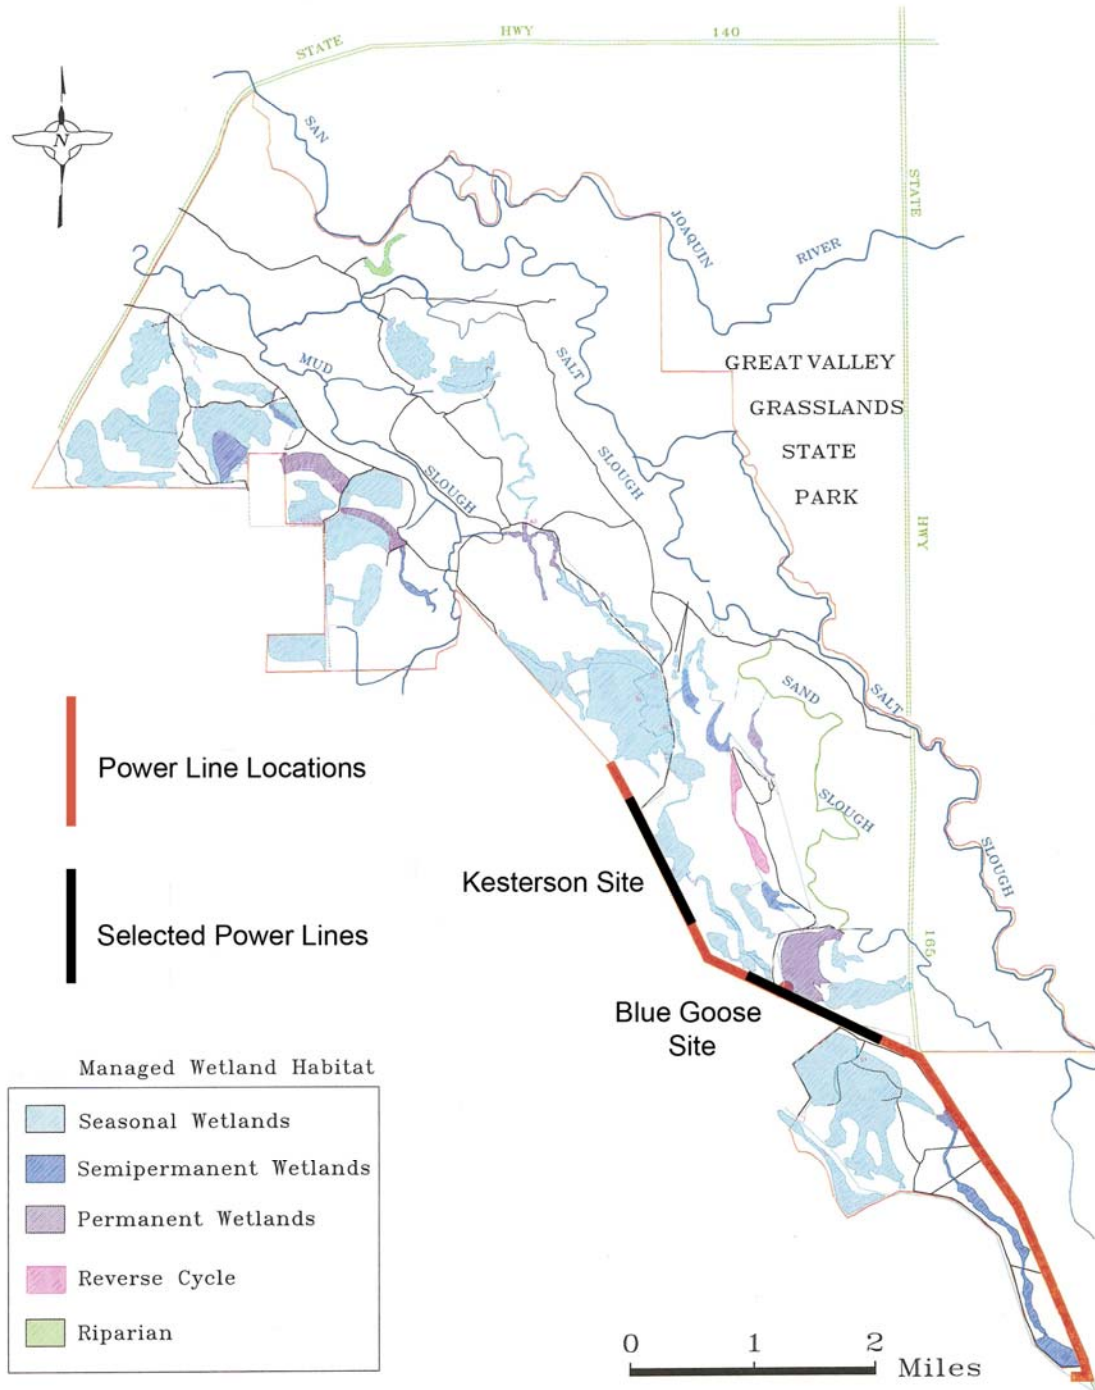 STATE HWY 140
N
SAN
JOAQUIN
RIVER
STATE
HWY
165
MUD
SLOUGH
SALT
SLOUGH
GREAT VALLEY
GRASSLANDS
STATE
PARK
SAND
SLOUGH
SALT
SLOUGH
Power Line Locations
Selected Power Lines
Kesterson Site
Blue Goose
Site
Managed Wetland Habitat
Seasonal Wetlands
Semipermanent Wetlands
Permanent Wetlands
Reverse Cycle
Riparian
0 1 2
Miles